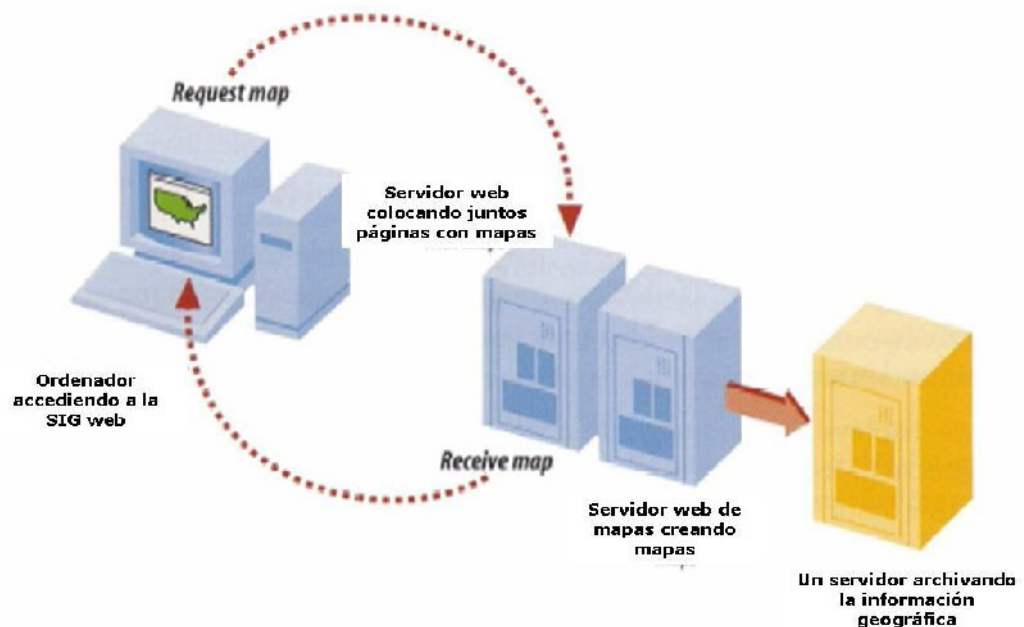 Request map
Servidor web
colocando juntos
páginas con mapas
Ordenador
accediendo a la
SIG web
Receive map
Servidor web de
mapas creando
mapas
Un servidor archivando
la información
geográfica